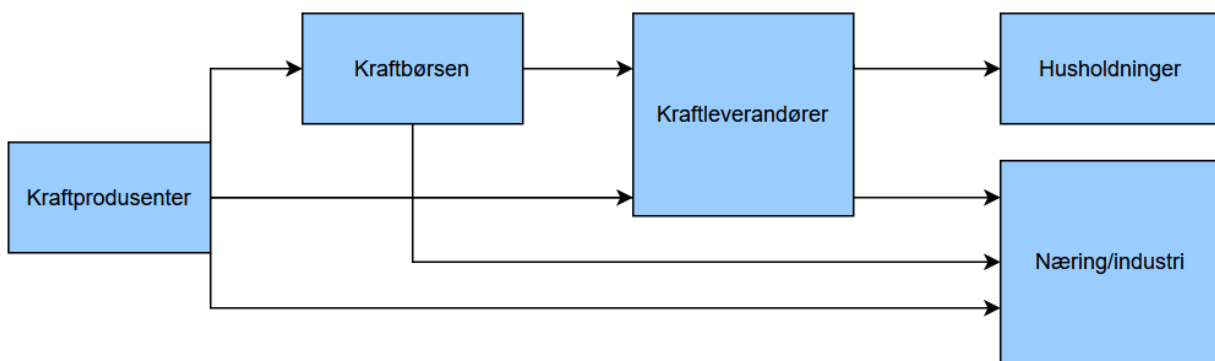 Kraftbørsen
Husholdninger
Kraftleverandører
Kraftprodusenter
Næring/industri